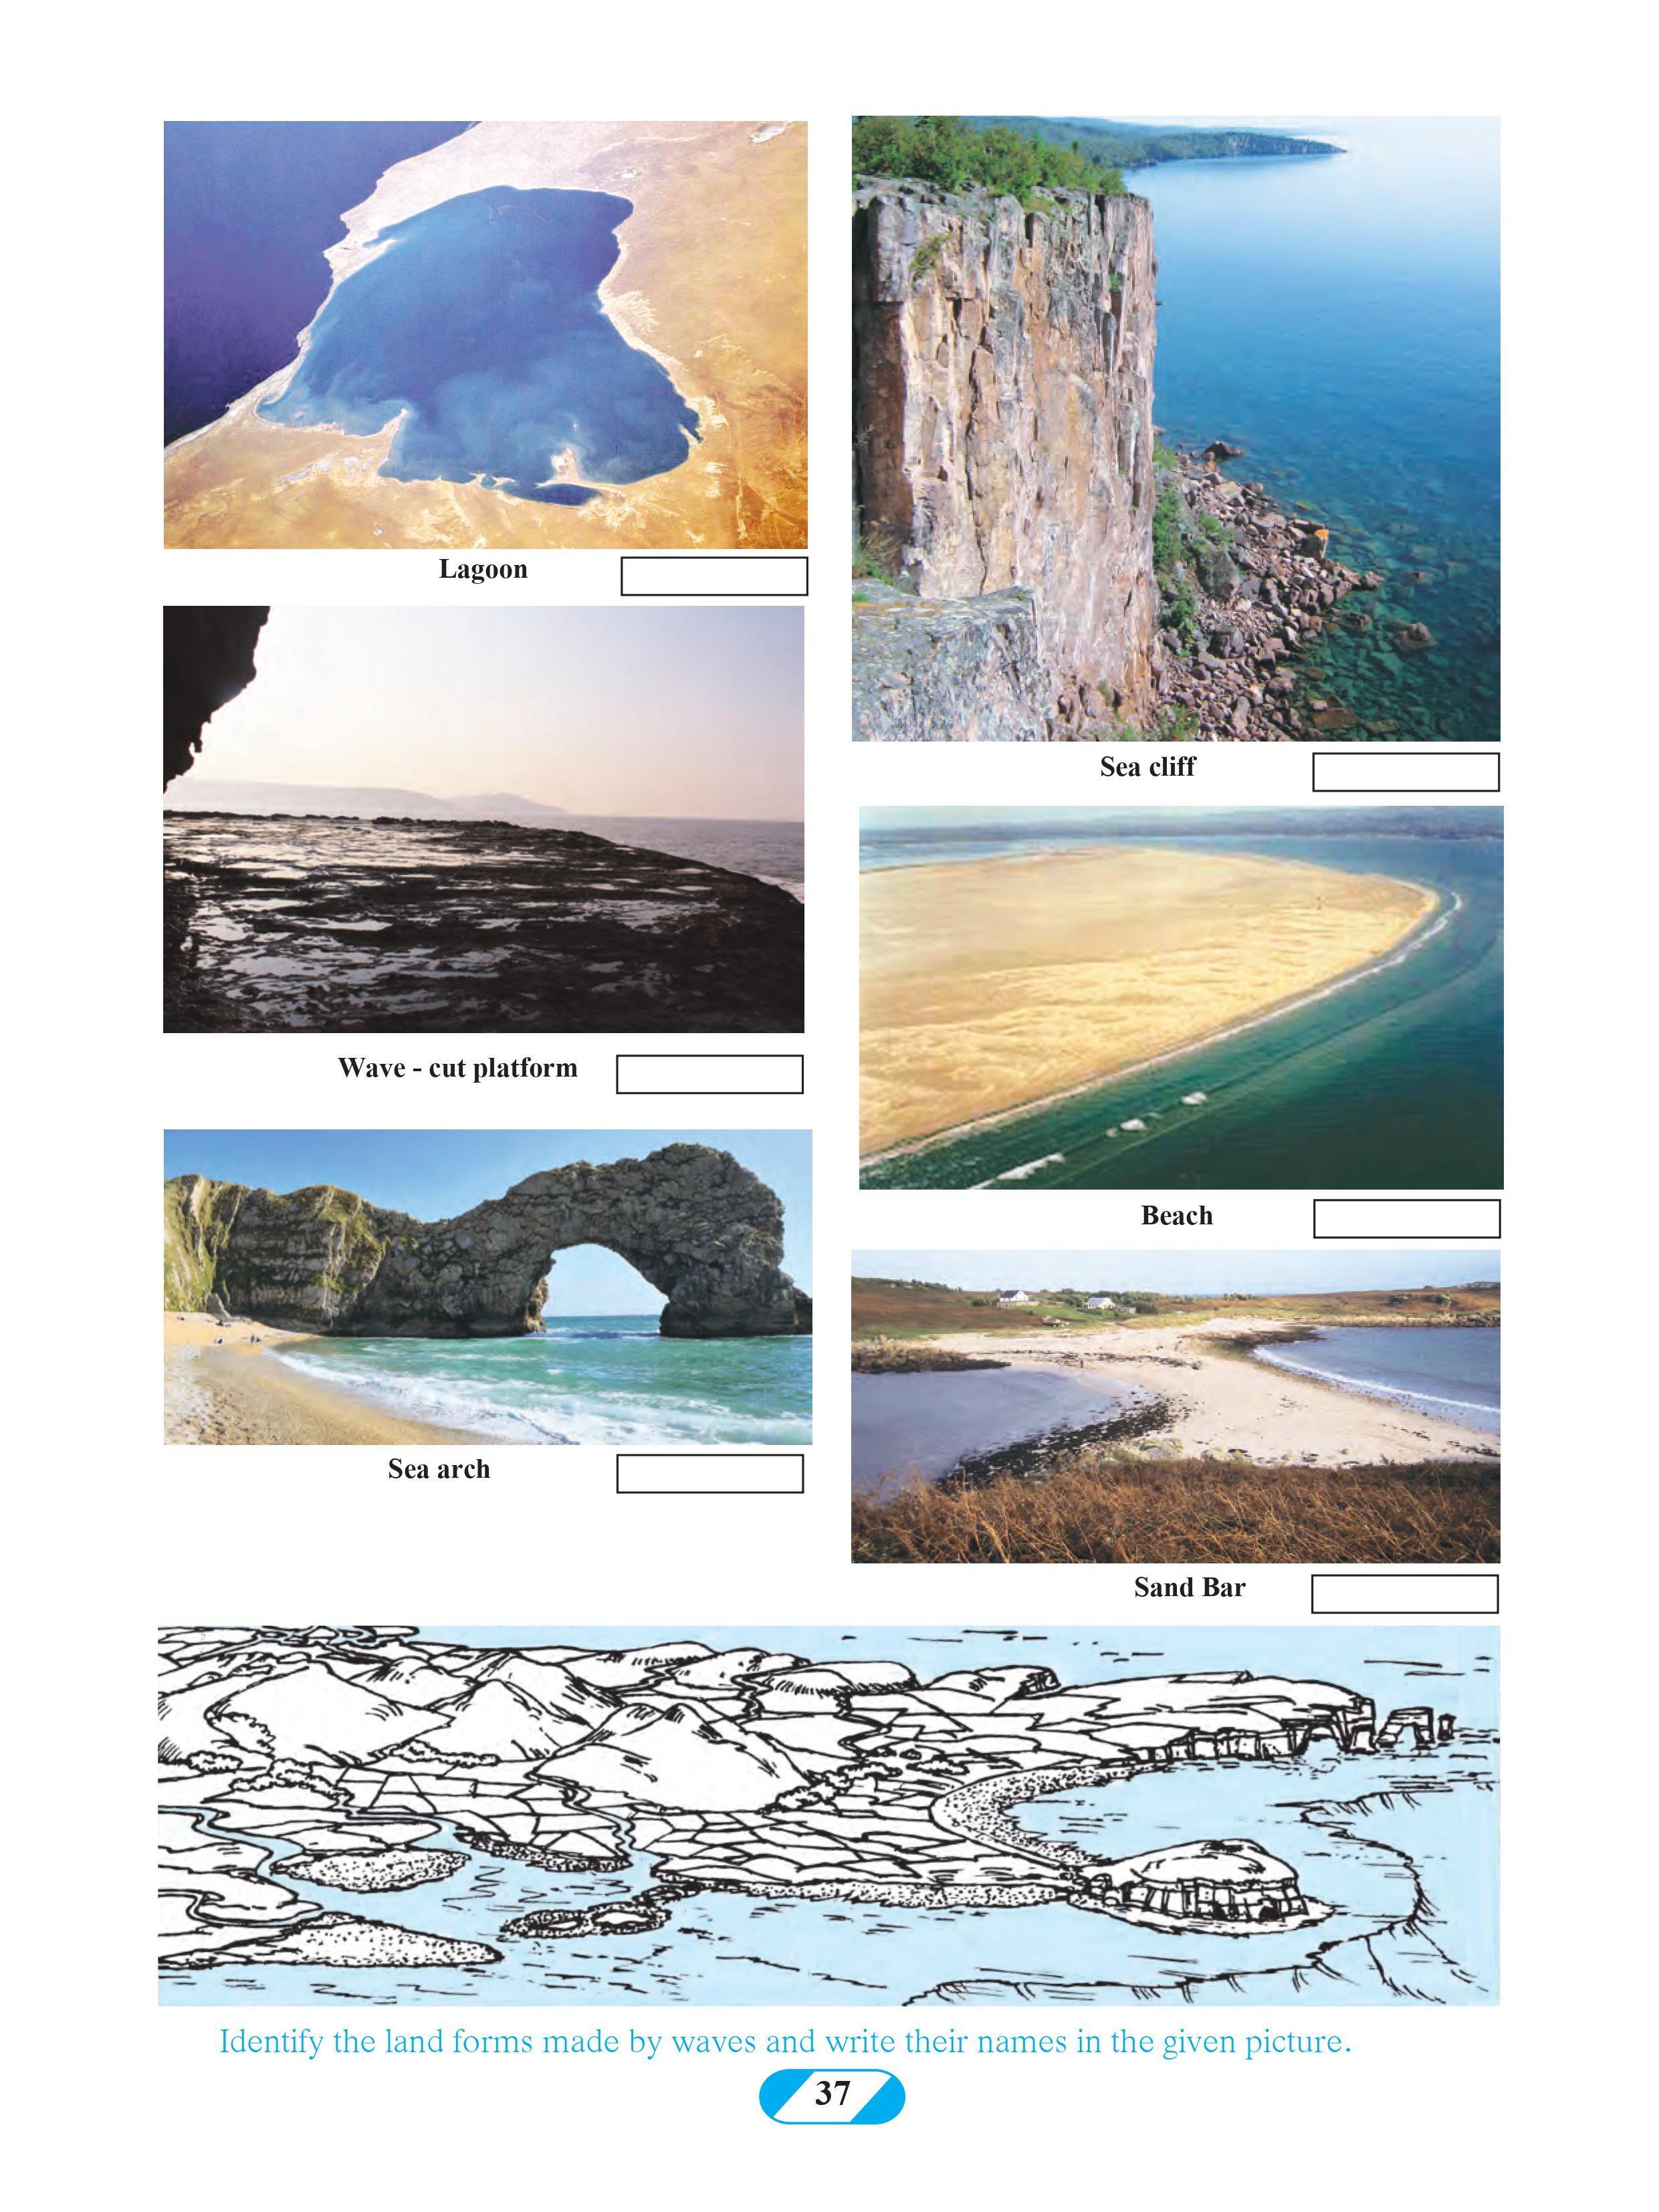 Lagoon
Sea cliff
Wave - cut platform
Beach
Sea arch
Sand Bar
Identify the land forms made by waves and write their names in the given picture.
37